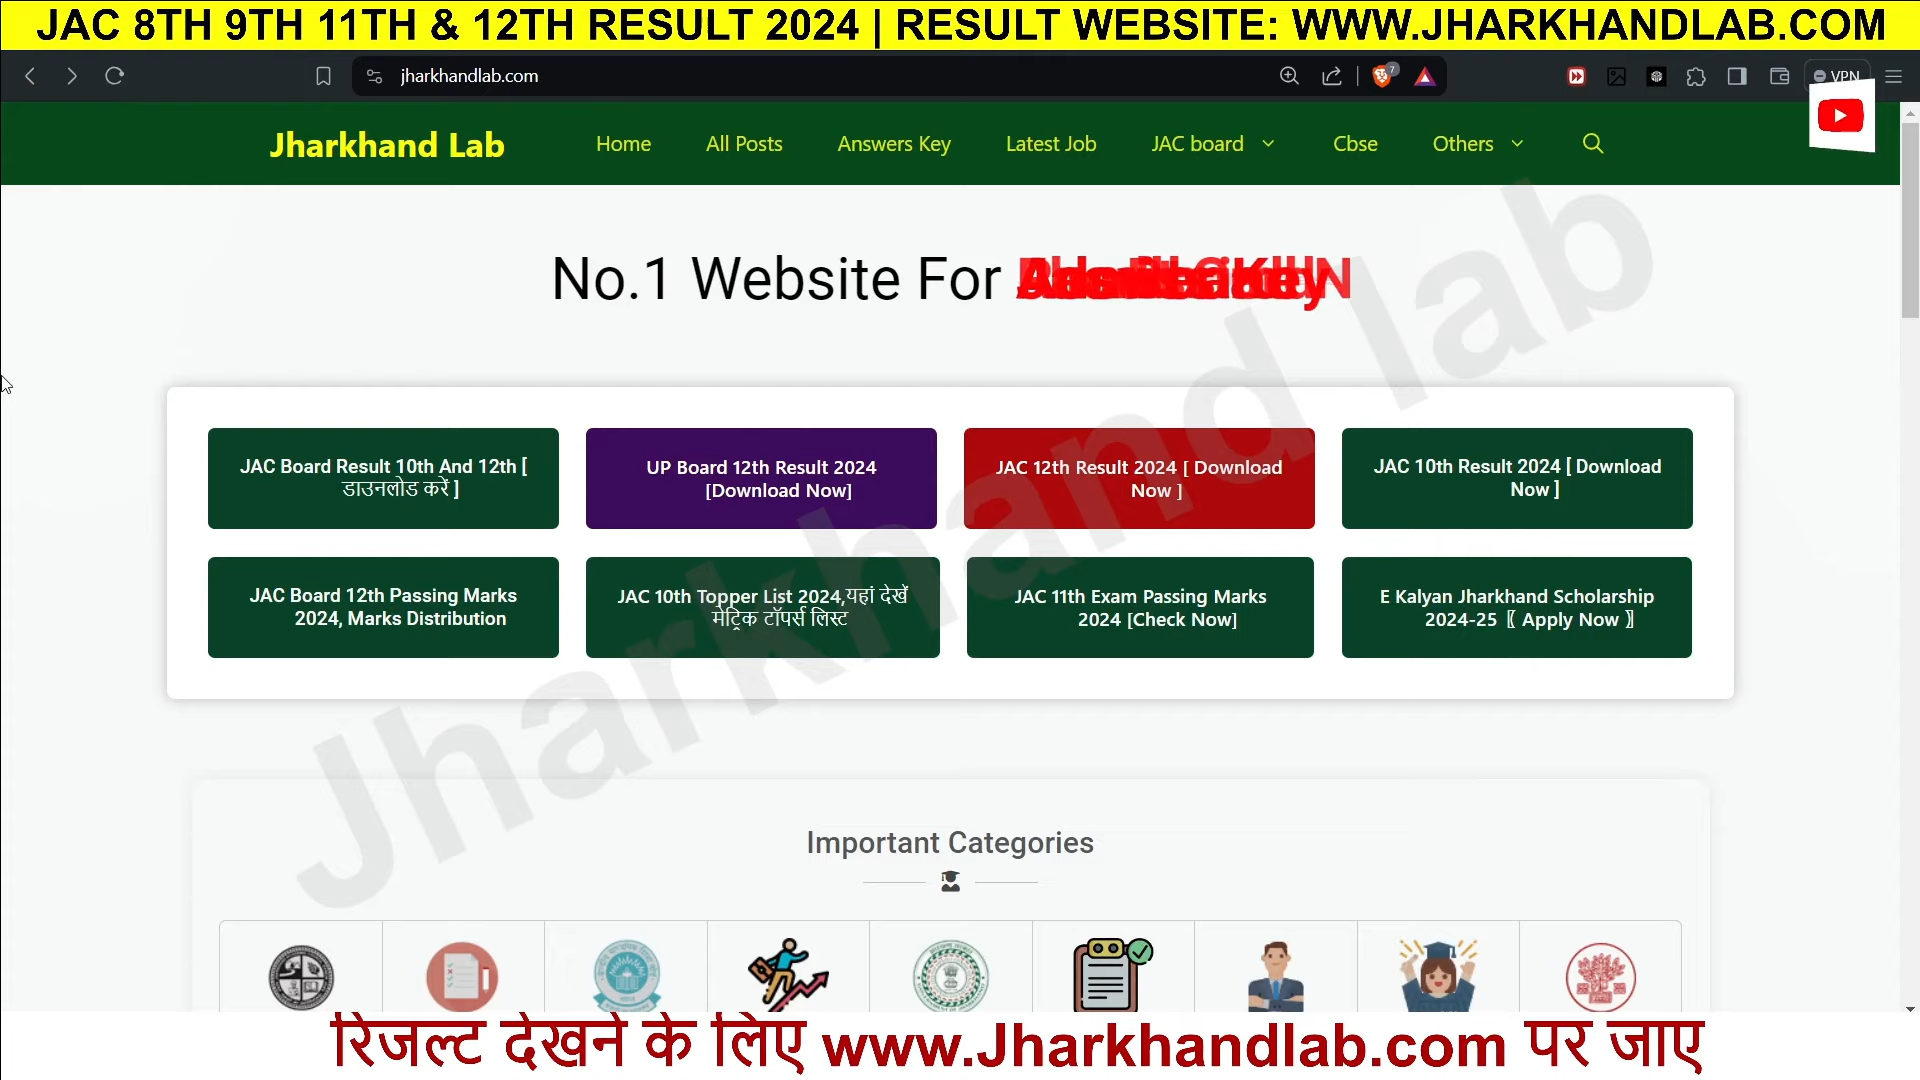 JAC 8TH 9TH 11TH & 12TH RESULT 2024 | RESULT WEBSITE: WWW.JHARKHANDLAB.COM
jharkhandlab.com
7
VPN
Jharkhand Lab
Home
All Posts
Answers Key
Latest Job
JAC board
Cbse
Others
No.1 Website For
JAC Board Result 10th And 12th [
डाउनलोड करें ]
UP Board 12th Result 2024
[Download Now]
JAC 12th Result 2024 [ Download
Now ]
JAC 10th Result 2024 [ Download
Now ]
JAC Board 12th Passing Marks
2024, Marks Distribution
JAC 10th Topper List 2024,यहां देखें
मेट्रिक टॉपर्स लिस्ट
JAC 11th Exam Passing Marks
2024 [Check Now]
E Kalyan Jharkhand Scholarship
2024-25 〖 Apply Now 〗
Jharkhand lab
Important Categories
रिजल्ट देखने के लिए www.Jharkhandlab.com पर जाए